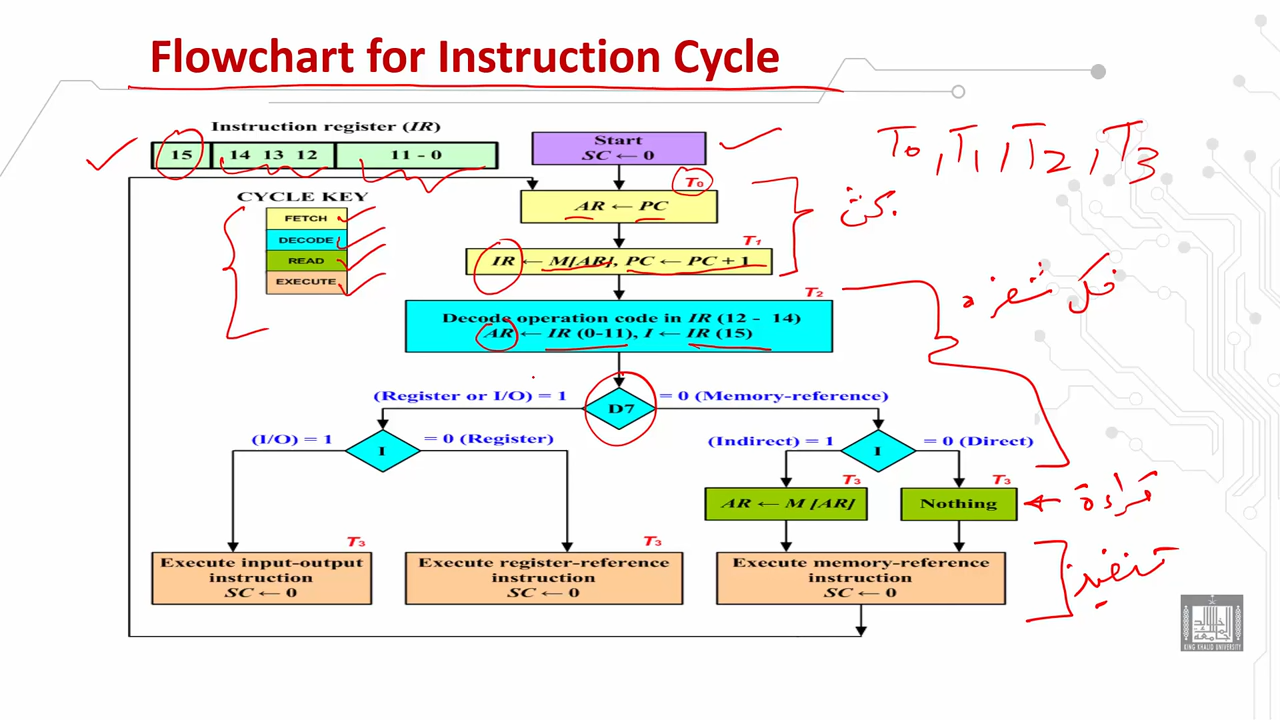 Flowchart for Instruction Cycle
Instruction register (IR)
15 14 13 12 11 - 0
Start
SC ← 0
T0 , T1 , T2 , T3
T0
AR ← PC
CYCLE KEY
FETCH
DECODE
READ
EXECUTE
T1
IR ← M[AR], PC ← PC + 1
T2
Decode operation code in IR (12 - 14)
AR ← IR (0-11), I ← IR (15)
(Register or I/O) = 1
D7
= 0 (Memory-reference)
(I/O) = 1
I
= 0 (Register)
(Indirect) = 1
I
= 0 (Direct)
T3
AR ← M [AR]
T3
Nothing
قراءة
T3
Execute input-output
instruction
SC ← 0
T3
Execute register-reference
instruction
SC ← 0
Execute memory-reference
instruction
SC ← 0
تنفيذ
KING KHALID UNIVERSITY